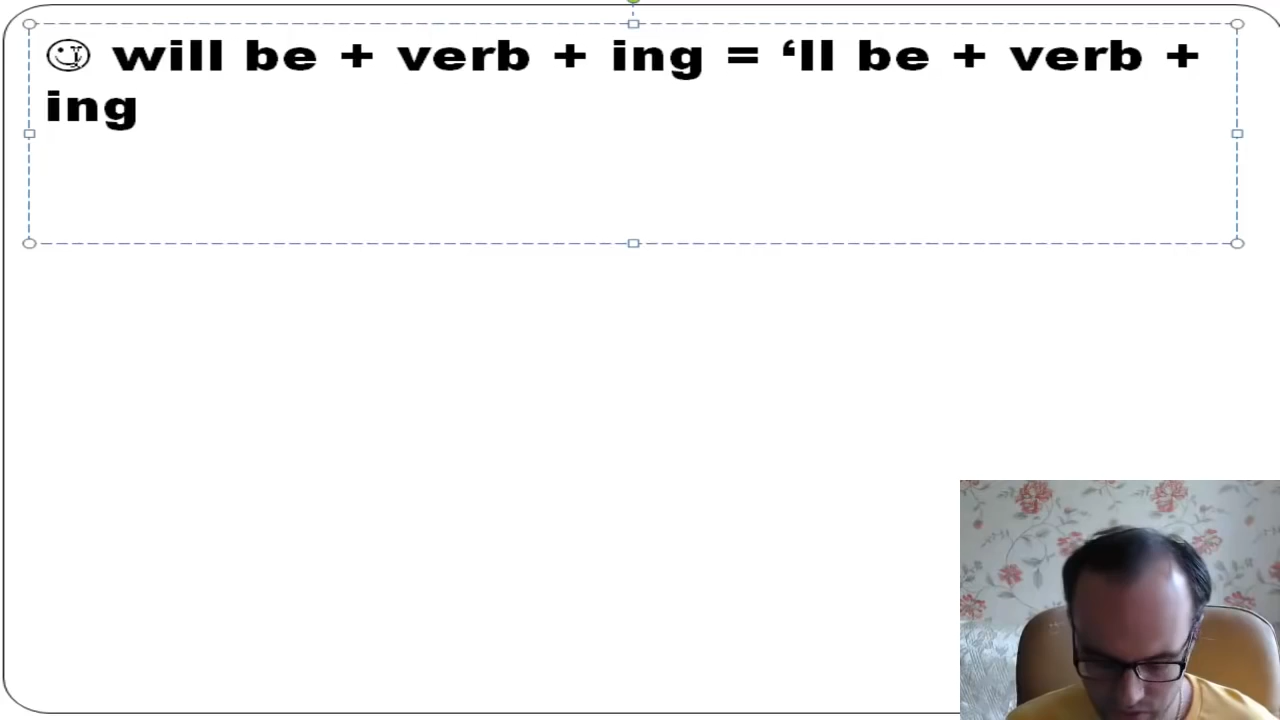 ☺ will be + verb + ing = ‘ll be + verb +
ing